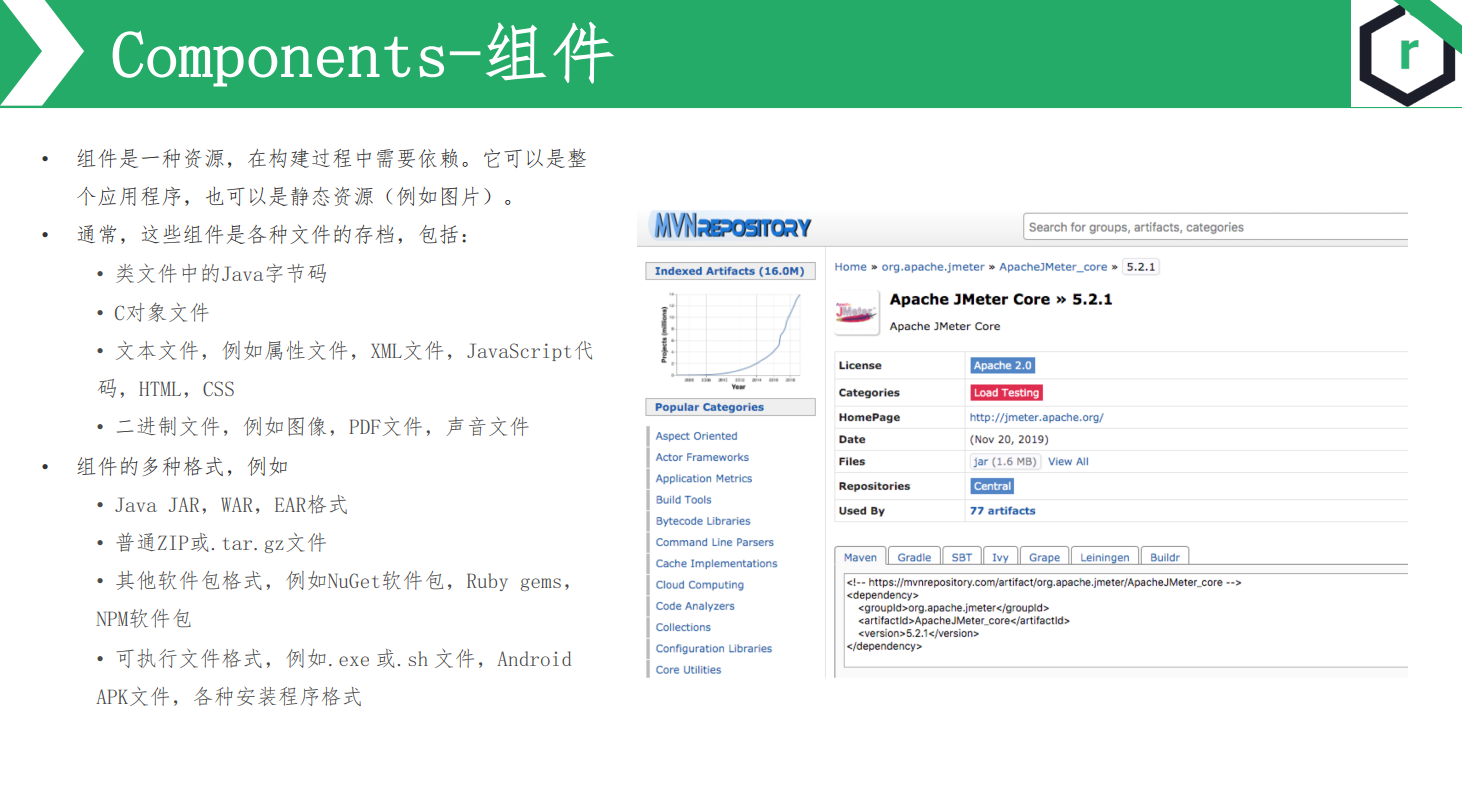 Components-组件
r
• 组件是一种资源，在构建过程中需要依赖。它可以是整
个应用程序，也可以是静态资源（例如图片）。
• 通常，这些组件是各种文件的存档，包括：
• 类文件中的Java字节码
• C对象文件
• 文本文件，例如属性文件，XML文件，JavaScript代
码，HTML，CSS
• 二进制文件，例如图像，PDF文件，声音文件
• 组件的多种格式，例如
• Java JAR，WAR，EAR格式
• 普通ZIP或.tar.gz文件
• 其他软件包格式，例如NuGet软件包，Ruby gems，
NPM软件包
• 可执行文件格式，例如.exe 或.sh 文件，Android
APK文件，各种安装程序格式
MVNREPOSITORY
Search for groups, artifacts, categories
Indexed Artifacts (16.0M)
Projects (millions)
Year
Popular Categories
Aspect Oriented
Actor Frameworks
Application Metrics
Build Tools
Bytecode Libraries
Command Line Parsers
Cache Implementations
Cloud Computing
Code Analyzers
Collections
Configuration Libraries
Core Utilities
Home » org.apache.jmeter » ApacheJMeter_core » 5.2.1
Apache JMeter Core » 5.2.1
Apache JMeter Core
License Apache 2.0
Categories Load Testing
HomePage http://jmeter.apache.org/
Date (Nov 20, 2019)
Files jar (1.6 MB) View All
Repositories Central
Used By 77 artifacts
Maven Gradle SBT Ivy Grape Leiningen Buildr
<!-- https://mvnrepository.com/artifact/org.apache.jmeter/ApacheJMeter_core -->
<dependency>
<groupId>org.apache.jmeter</groupId>
<artifactId>ApacheJMeter_core</artifactId>
<version>5.2.1</version>
</dependency>